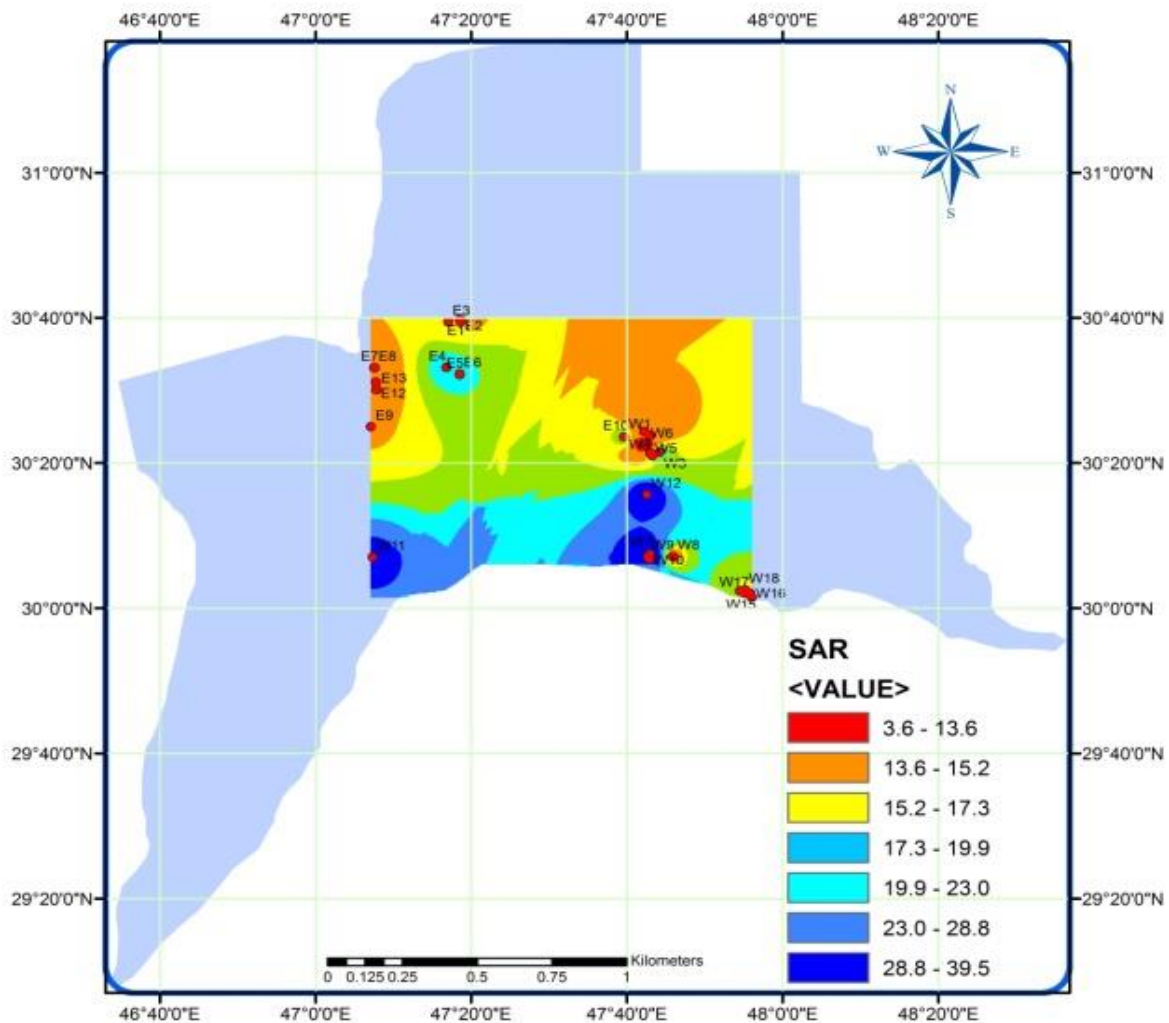 46°40'0"E 47°0'0"E 47°20'0"E 47°40'0"E 48°0'0"E 48°20'0"E
N
W E
S
31°0'0"N 31°0'0"N
30°40'0"N 30°40'0"N
E3
E1 E2
E7 E8 E4 E5 E6
E13
E12
E9
E10 W1
W6
W5
W3
30°20'0"N 30°20'0"N
W12
W9 W8
W10
W17 W18
W16
W15
30°0'0"N 30°0'0"N
SAR
<VALUE>
3.6 - 13.6
29°40'0"N 29°40'0"N
13.6 - 15.2
15.2 - 17.3
17.3 - 19.9
29°20'0"N 29°20'0"N
19.9 - 23.0
23.0 - 28.8
Kilometers
0 0.125 0.25 0.5 0.75 1
28.8 - 39.5
46°40'0"E 47°0'0"E 47°20'0"E 47°40'0"E 48°0'0"E 48°20'0"E